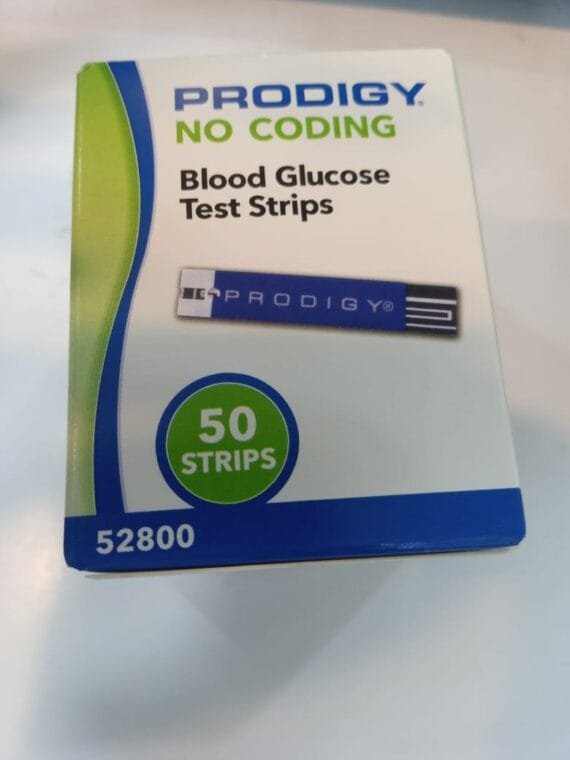 PRODIGY®
NO CODING
Blood Glucose
Test Strips
PRODIGY®
50
STRIPS
52800